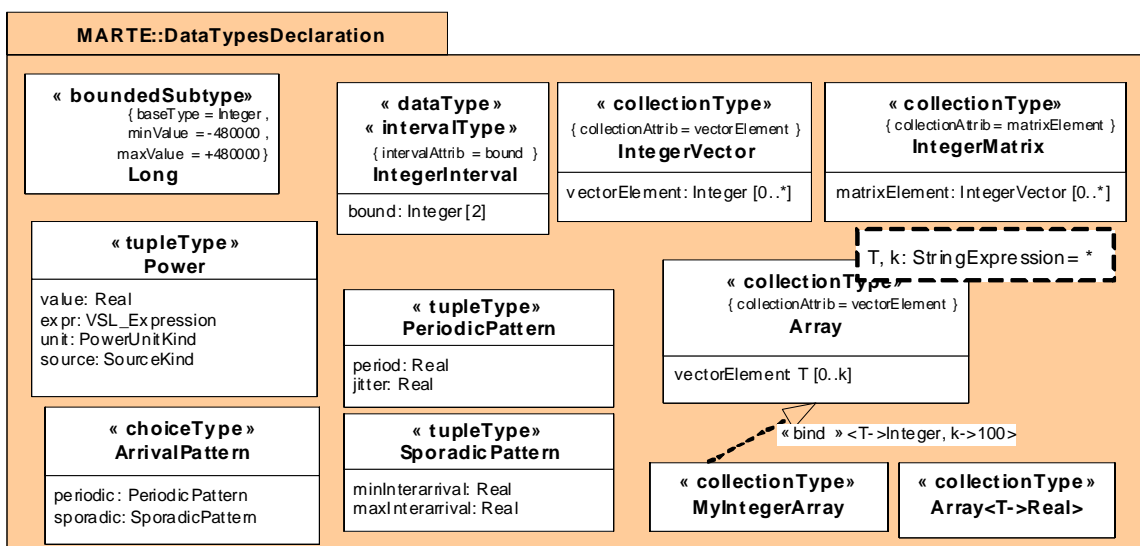 MARTE::DataTypesDeclaration
« boundedSubtype»
{ baseType = Integer ,
minValue = -480000 ,
maxValue = +480000 }
Long
« dataType»
« intervalType»
{ intervalAttrib = bound }
IntegerInterval
bound: Integer [2]
« collectionType»
{ collectionAttrib = vectorElement }
IntegerVector
vectorElement: Integer [0..*]
« collectionType»
{ collectionAttrib = matrixElement }
IntegerMatrix
matrixElement: IntegerVector [0..*]
« tupleType»
Power
value: Real
expr: VSL_Expression
unit: PowerUnitKind
source: SourceKind
« tupleType»
PeriodicPattern
period: Real
jitter: Real
T, k: StringExpression = *
« collectionType»
{ collectionAttrib = vectorElement }
Array
vectorElement: T [0..k]
« choiceType»
ArrivalPattern
periodic: PeriodicPattern
sporadic: SporadicPattern
« tupleType»
SporadicPattern
minInterarrival: Real
maxInterarrival: Real
« bind » <T->Integer, k->100>
« collectionType»
MyIntegerArray
« collectionType»
Array<T->Real>